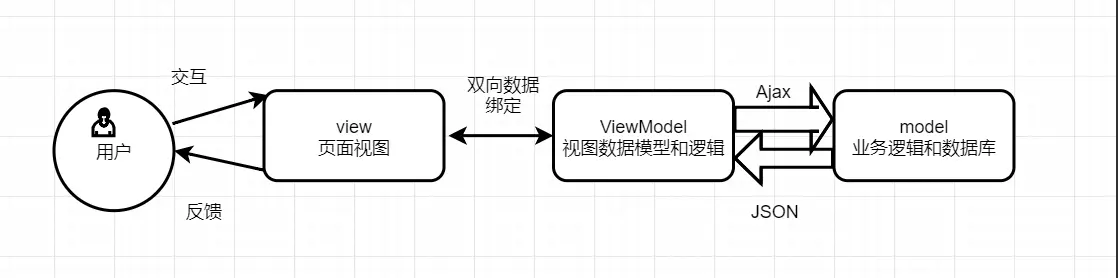 交互
用户
反馈
view
页面视图
双向数据
绑定
ViewModel
视图数据模型和逻辑
Ajax
JSON
model
业务逻辑和数据库